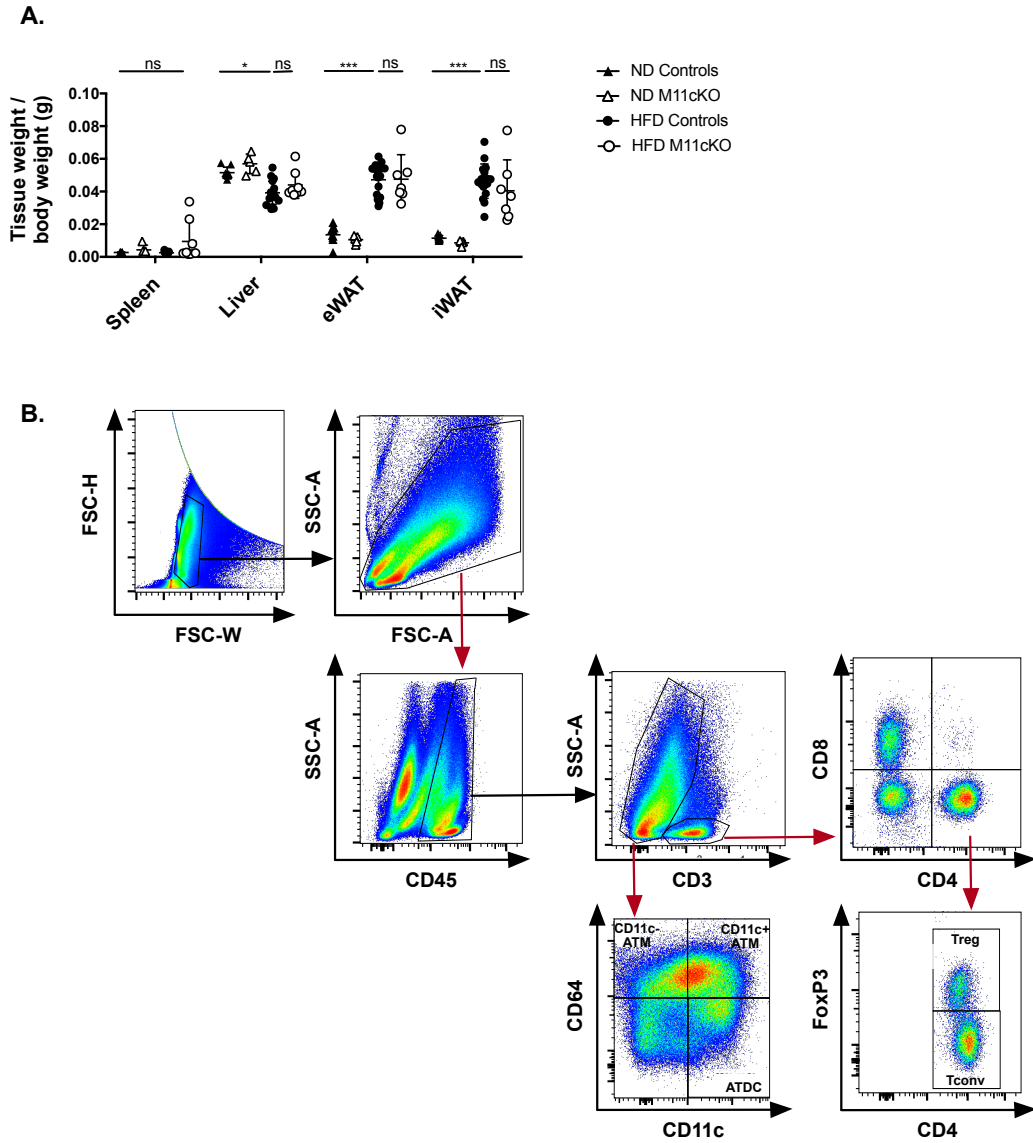 A.
ns
*
ns
***
ns
***
ns
Tissue weight /
body weight (g)
0.10
0.08
0.06
0.04
0.02
0.00
Spleen
Liver
eWAT
iWAT
ND Controls
ND M11cKO
HFD Controls
HFD M11cKO
B.
FSC-H
FSC-W
SSC-A
FSC-A
SSC-A
CD45
SSC-A
CD3
CD8
CD4
CD64
CD11c-
ATM
CD11c+
ATM
ATDC
CD11c
FoxP3
Treg
Tconv
CD4